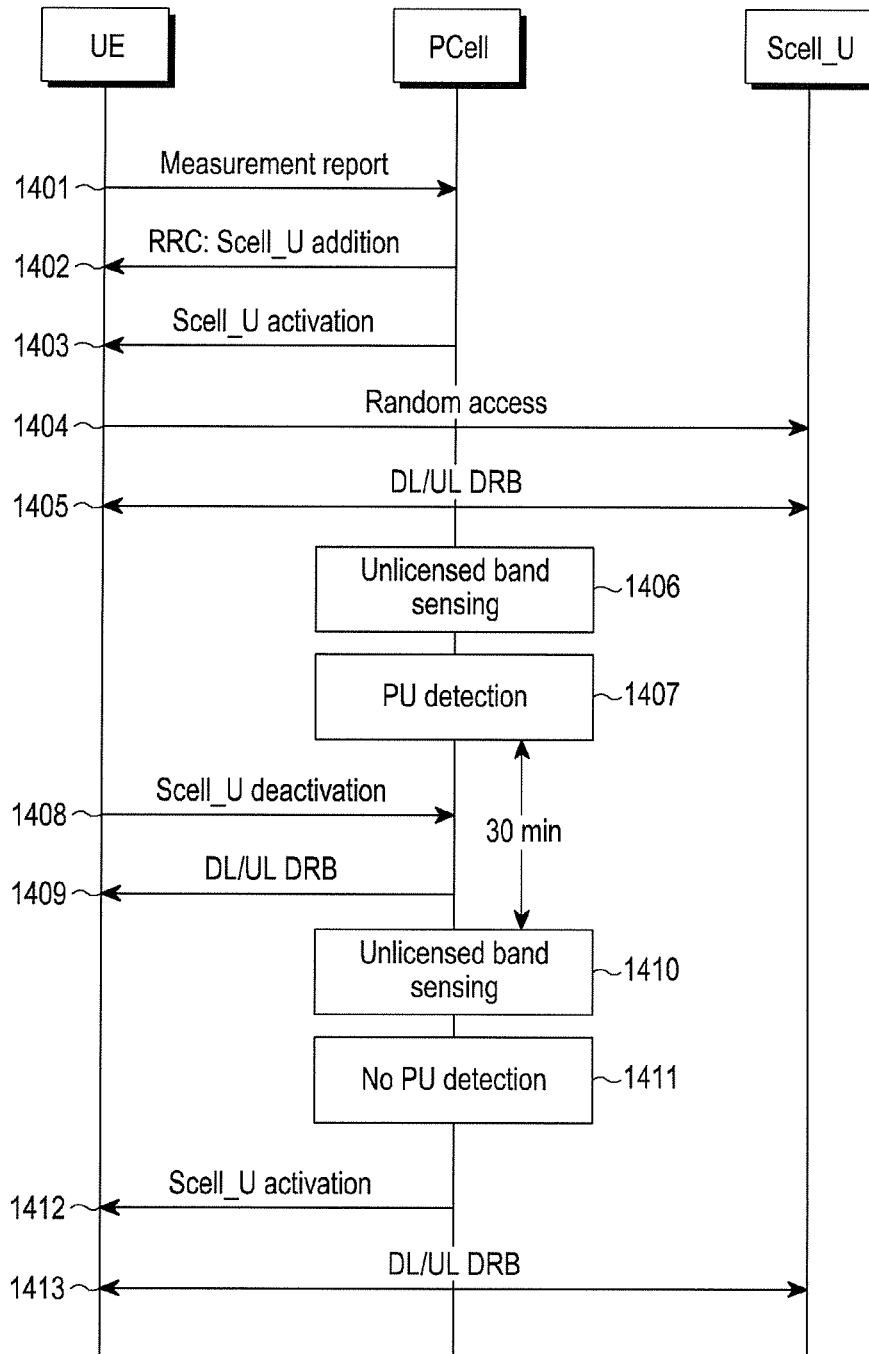 UE
PCell
Scell_U
Measurement report
1401
RRC: Scell_U addition
1402
Scell_U activation
1403
Random access
1404
DL/UL DRB
1405
Unlicensed band
sensing
1406
PU detection
1407
Scell_U deactivation
1408
30 min
DL/UL DRB
1409
Unlicensed band
sensing
1410
No PU detection
1411
Scell_U activation
1412
DL/UL DRB
1413